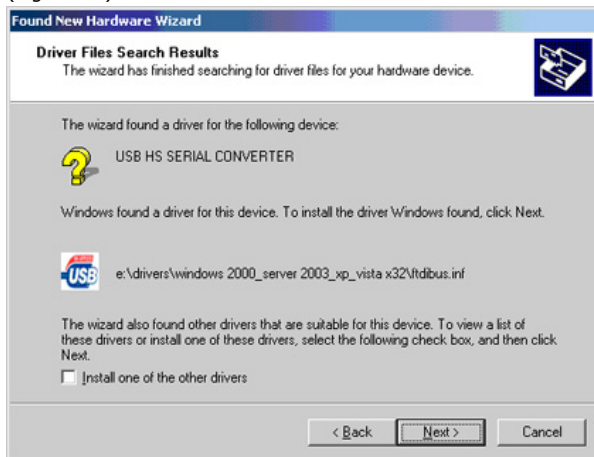 Found New Hardware Wizard
Driver Files Search Results
The wizard has finished searching for driver files for your hardware device.
The wizard found a driver for the following device:
USB HS SERIAL CONVERTER
Windows found a driver for this device. To install the driver Windows found, click Next.
USB
e:\drivers\windows 2000_server 2003_xp_vista x32\ftdibus.inf
The wizard also found other drivers that are suitable for this device. To view a list of
these drivers or install one of these drivers, select the following check box, and then click
Next.
Install one of the other drivers
< Back Next > Cancel